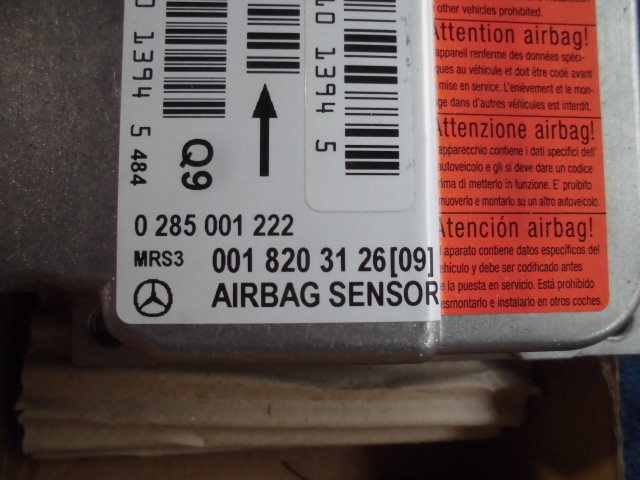 other vehicles prohibited.
Attention airbag!
appareil renferme des données spéci-
ques au véhicule et doit être codé avant
mise en service. L'enièvement et le mon-
ge dans d'autres véhicules est interdit.
Attenzione airbag!
apparecchio contiene i dati specifici dell'
autoveicolo e gli si deve dare un codice
rima di metterlo in funzione. E' proibito
muoverlo e montarlo su un altro autoveicolo.
Atención airbag!
aparato contiene datos específicos del
ehículo y debe ser codificado antes
e la puesta en servicio. Está prohibido
esmontarlo e instalarlo en otros coches.
0 1394 5 484
Q9
LO 1394 5
0 285 001 222
MRS3 001 820 31 26[09]
AIRBAG SENSOR